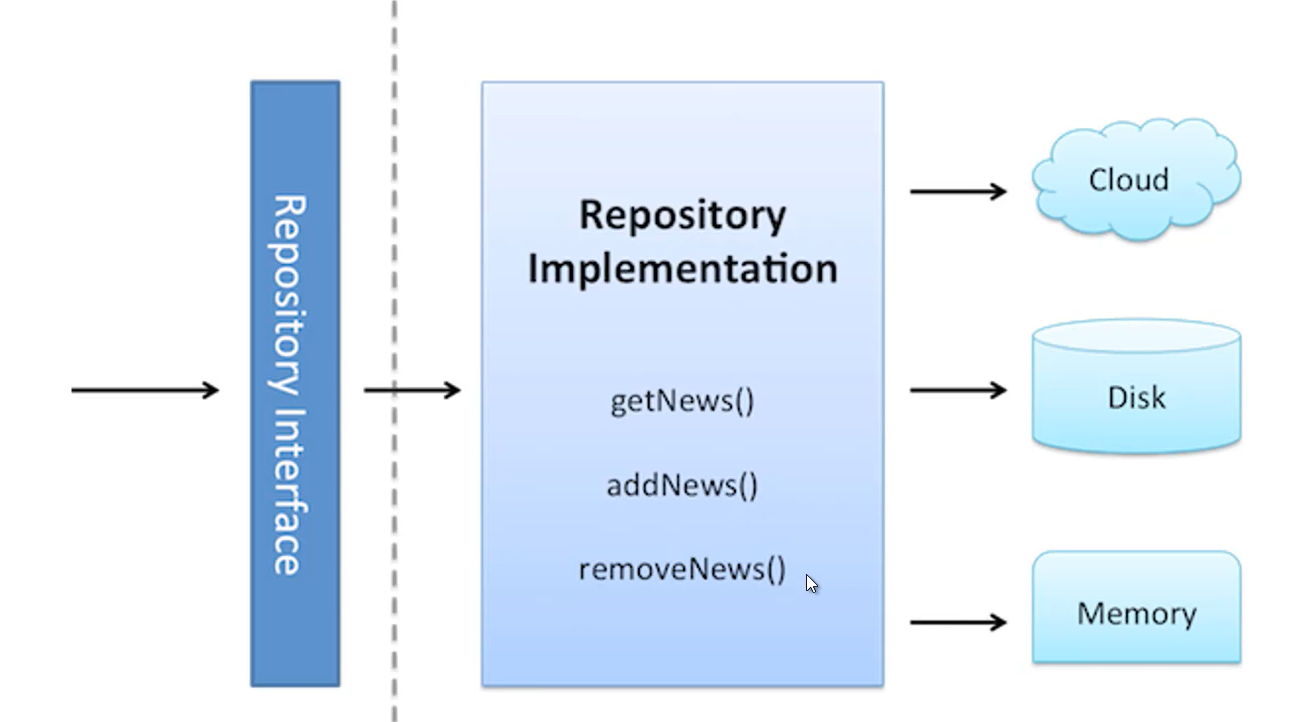 Repository Interface
Repository
Implementation
getNews()
addNews()
removeNews()
Cloud
Disk
Memory